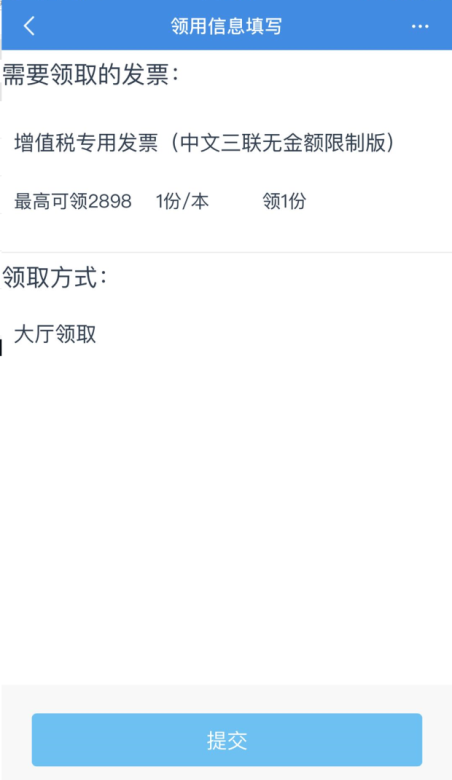 领用信息填写
需要领取的发票：
增值税专用发票（中文三联无金额限制版）
最高可领2898 1份/本 领1份
领取方式：
大厅领取
提交